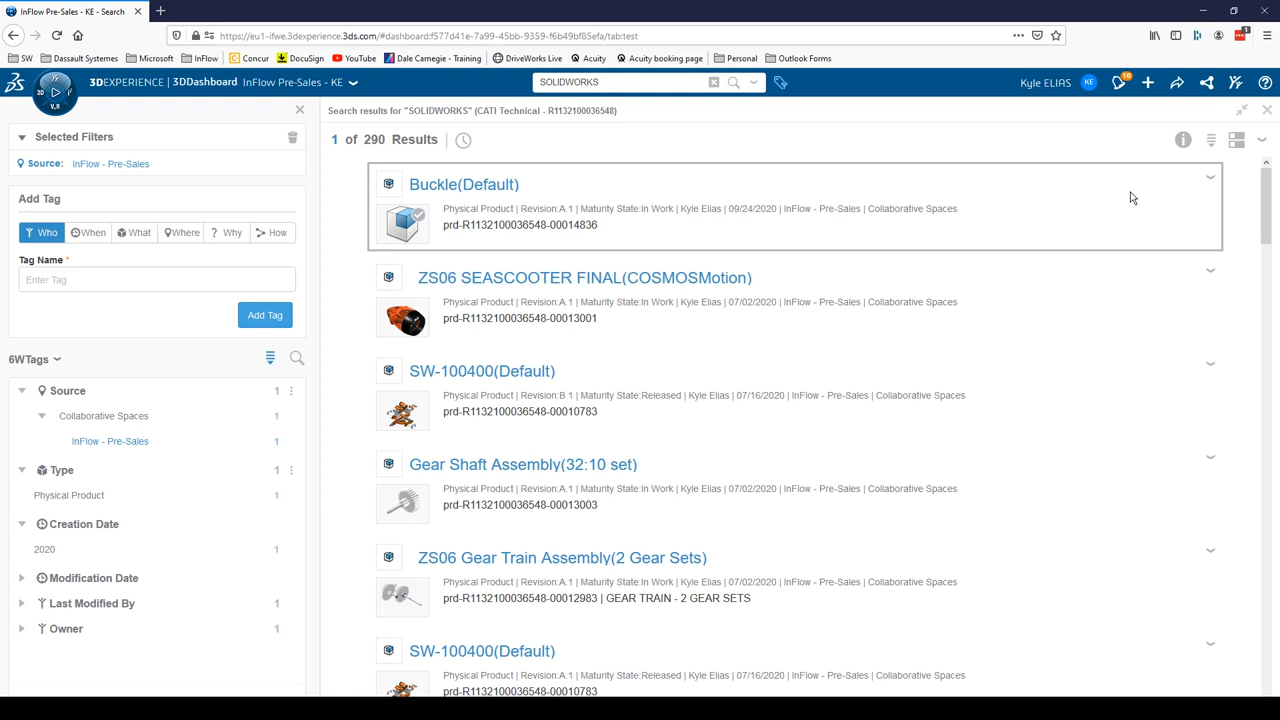 InFlow Pre-Sales - KE - Search
https://eu1-ifwe.3dexperience.3ds.com/#dashboard:f577d41e-7a99-45bb-9359-f6b49bf85efa/tab:test
SW Dassault Systemes Microsoft InFlow Concur DocuSign YouTube Dale Carnegie - Training DriveWorks Live Acuity Acuity booking page Personal Outlook Forms
3DEXPERIENCE | 3DDashboard InFlow Pre-Sales - KE SOLIDWORKS Kyle ELIAS KE 10
3D V.R
Search results for "SOLIDWORKS" (CATI Technical - R1132100036548)
Selected Filters
1 of 290 Results
Source: InFlow - Pre-Sales
Add Tag
Who When What Where ? Why How
Tag Name *
Enter Tag
Add Tag
6WTags
Source 1
Collaborative Spaces 1
InFlow - Pre-Sales 1
Type 1
Physical Product 1
Creation Date
2020 1
Modification Date
Last Modified By 1
Owner 1
Buckle(Default)
Physical Product | Revision:A.1 | Maturity State:In Work | Kyle Elias | 09/24/2020 | InFlow - Pre-Sales | Collaborative Spaces
prd-R1132100036548-00014836
ZS06 SEASCOOTER FINAL(COSMOSMotion)
Physical Product | Revision:A.1 | Maturity State:In Work | Kyle Elias | 07/02/2020 | InFlow - Pre-Sales | Collaborative Spaces
prd-R1132100036548-00013001
SW-100400(Default)
Physical Product | Revision:B.1 | Maturity State:Released | Kyle Elias | 07/16/2020 | InFlow - Pre-Sales | Collaborative Spaces
prd-R1132100036548-00010783
Gear Shaft Assembly(32:10 set)
Physical Product | Revision:A.1 | Maturity State:In Work | Kyle Elias | 07/02/2020 | InFlow - Pre-Sales | Collaborative Spaces
prd-R1132100036548-00013003
ZS06 Gear Train Assembly(2 Gear Sets)
Physical Product | Revision:A.1 | Maturity State:In Work | Kyle Elias | 07/02/2020 | InFlow - Pre-Sales | Collaborative Spaces
prd-R1132100036548-00012983 | GEAR TRAIN - 2 GEAR SETS
SW-100400(Default)
Physical Product | Revision:A.1 | Maturity State:Released | Kyle Elias | 07/16/2020 | InFlow - Pre-Sales | Collaborative Spaces
prd-R1132100036548-00010783